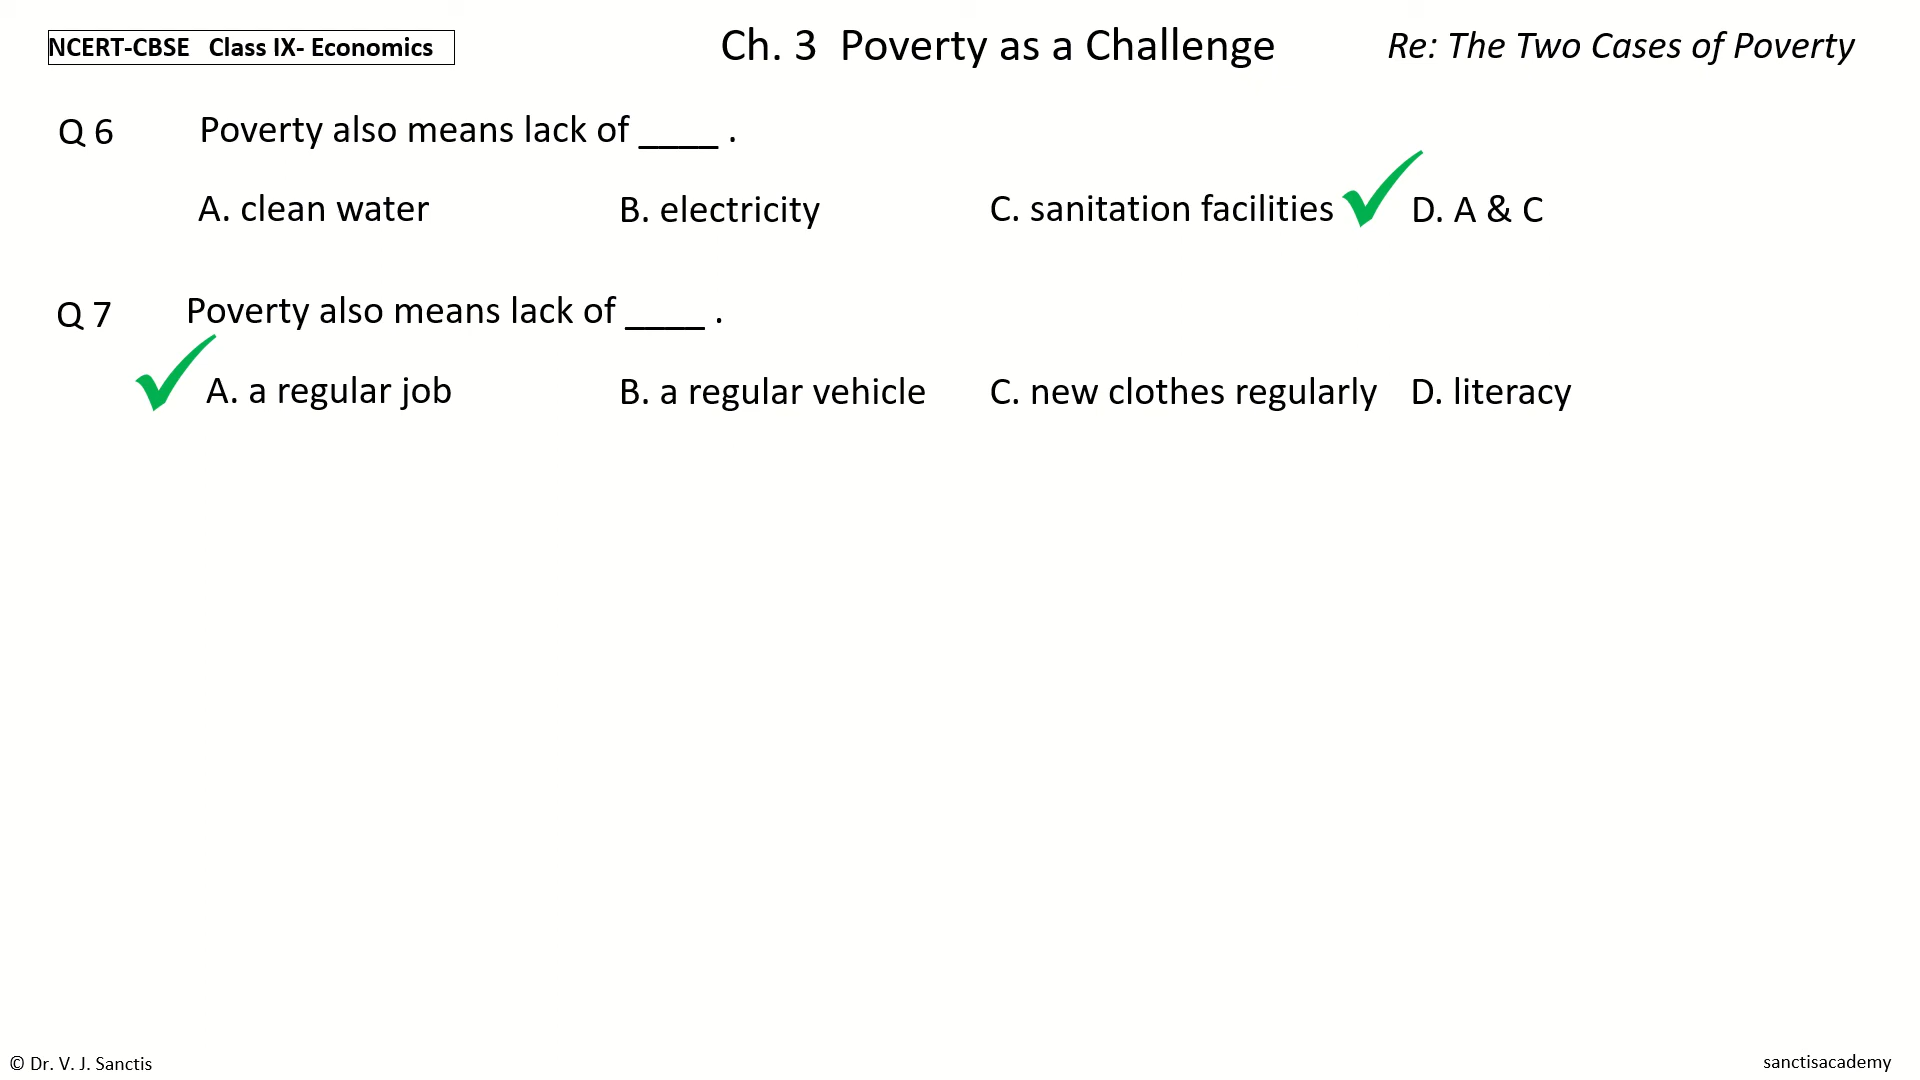 NCERT-CBSE Class IX- Economics
Ch. 3 Poverty as a Challenge
Re: The Two Cases of Poverty
Q 6 Poverty also means lack of ____ .
A. clean water B. electricity C. sanitation facilities D. A & C
Q 7 Poverty also means lack of ____ .
A. a regular job B. a regular vehicle C. new clothes regularly D. literacy
© Dr. V. J. Sanctis
sanctisacademy